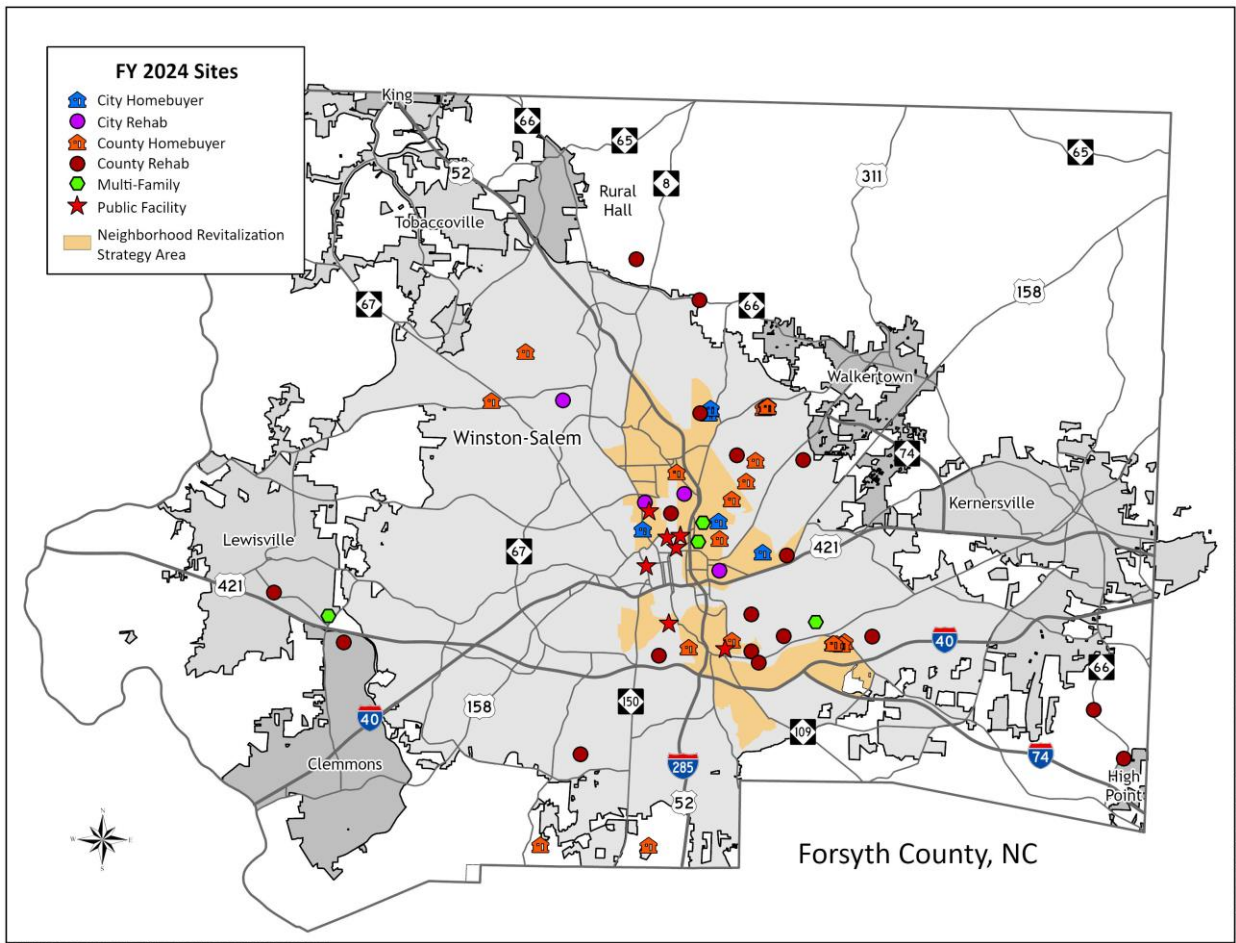 FY 2024 Sites
City Homebuyer
City Rehab
County Homebuyer
County Rehab
Multi-Family
Public Facility
Neighborhood Revitalization
Strategy Area
King
66
65
65
8
52
311
Rural
Hall
Tobaccoville
158
67
66
Walkertown
Winston-Salem
74
Kernersville
Lewisville
67
421
421
40
66
150
158
40
109
Clemmons
285
74
High
Point
52
N
W
E
S
Forsyth County, NC